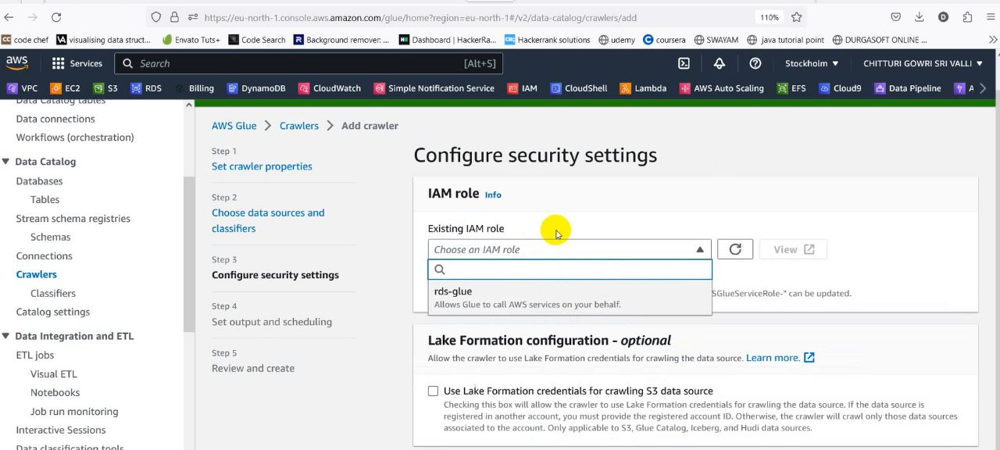 https://eu-north-1.console.aws.amazon.com/glue/home?region=eu-north-1#/v2/data-catalog/crawlers/add
110%
code chef
visualising data struct...
Envato Tuts+
Code Search
Background remover: ...
Dashboard | HackerRa...
Hackerrank solutions
udemy
coursera
SWAYAM
java tutorial point
DURGASOFT ONLINE ...
aws
Services
Search
[Alt+S]
Stockholm
CHITTURI GOWRI SRI VALLI
VPC
EC2
S3
RDS
Billing
DynamoDB
CloudWatch
Simple Notification Service
IAM
CloudShell
Lambda
AWS Auto Scaling
EFS
Cloud9
Data Pipeline
A
Data Catalog tables
Data connections
Workflows (orchestration)
Data Catalog
Databases
Tables
Stream schema registries
Schemas
Connections
Crawlers
Classifiers
Catalog settings
Data Integration and ETL
ETL jobs
Visual ETL
Notebooks
Job run monitoring
Interactive Sessions
Data classification tools
AWS Glue > Crawlers > Add crawler
Step 1
Set crawler properties
Step 2
Choose data sources and
classifiers
Step 3
Configure security settings
Step 4
Set output and scheduling
Step 5
Review and create
Configure security settings
IAM role Info
Existing IAM role
Choose an IAM role
View
rds-glue
Allows Glue to call AWS services on your behalf.
SGlueServiceRole-" can be updated.
Lake Formation configuration - optional
Allow the crawler to use Lake Formation credentials for crawling the data source. Learn more.
Use Lake Formation credentials for crawling S3 data source
Checking this box will allow the crawler to use Lake Formation credentials for crawling the data source. If the data source is
registered in another account, you must provide the registered account ID. Otherwise, the crawler will crawl only those data sources
associated to the account. Only applicable to S3, Glue Catalog, Iceberg, and Hudi data sources.